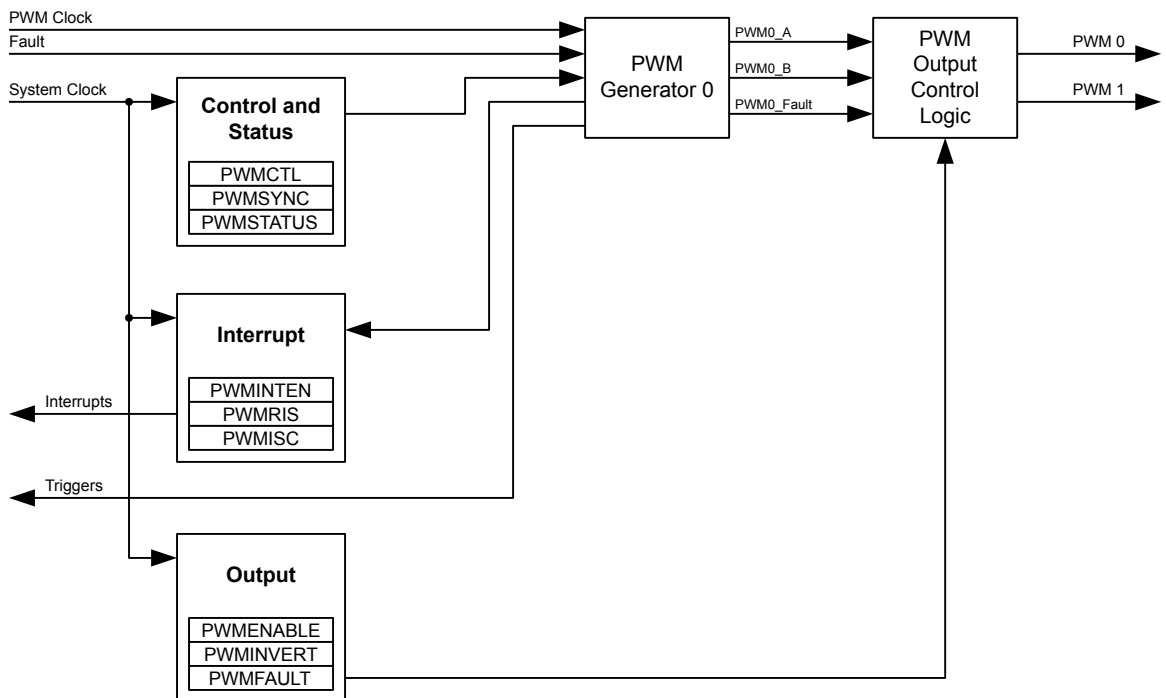 PWM Clock
Fault
System Clock
Control and
Status
PWMCTL
PWMSYNC
PWMSTATUS
Interrupt
PWMINTEN
PWMRIS
PWMISC
Interrupts
Triggers
Output
PWMENABLE
PWMINVERT
PWMFAULT
PWM
Generator 0
PWM0_A
PWM0_B
PWM0_Fault
PWM
Output
Control
Logic
PWM 0
PWM 1